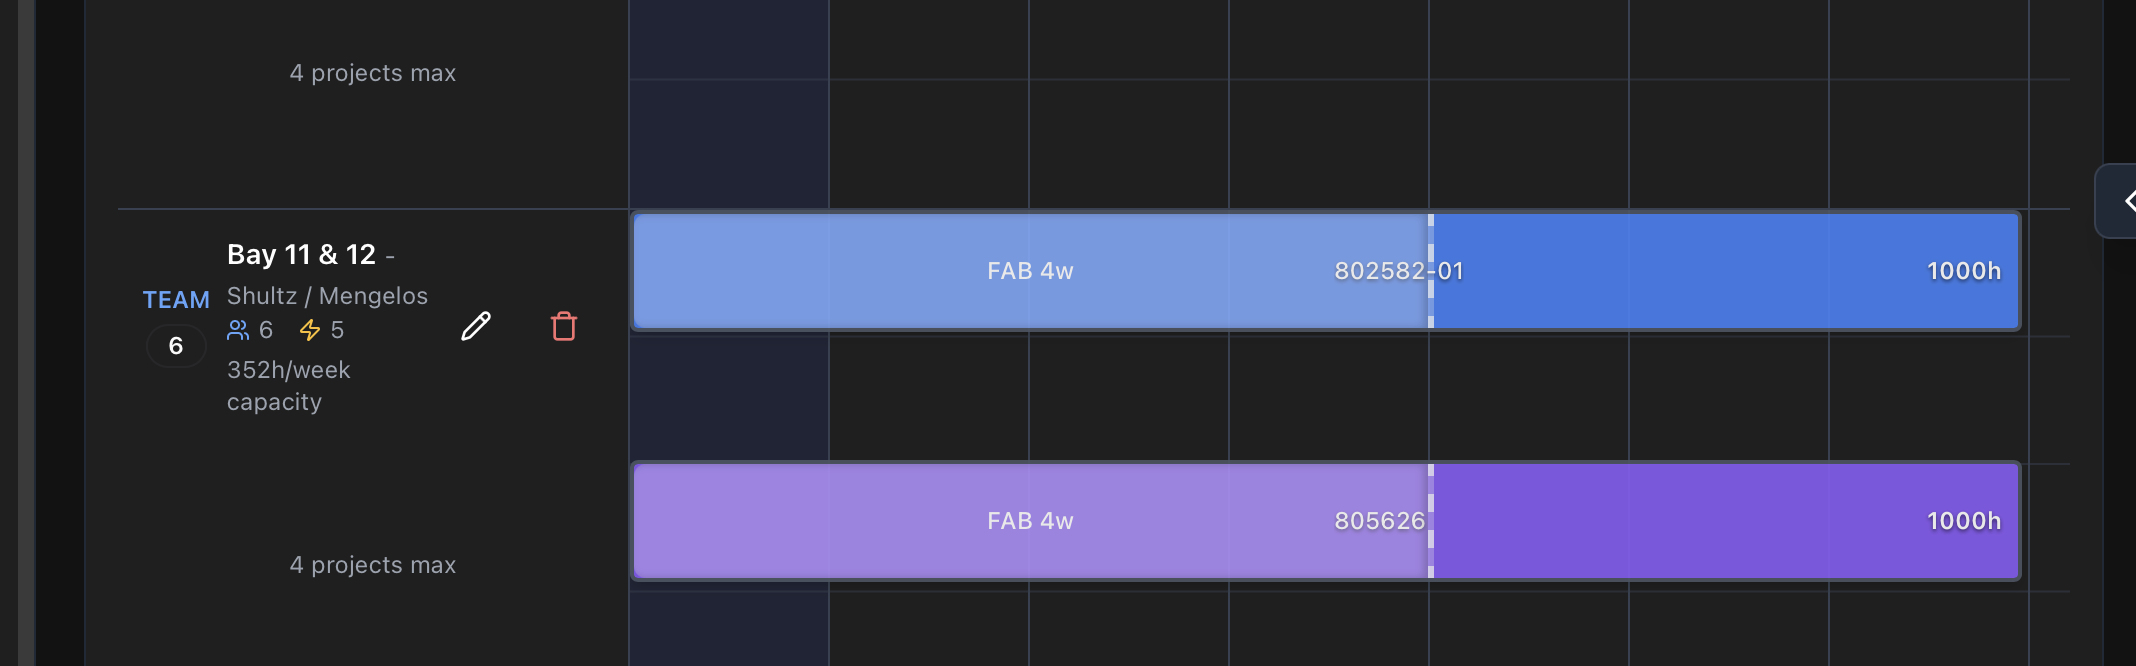 4 projects max
Bay 11 & 12 -
TEAM
Shultz / Mengelos
6 5
6
352h/week
capacity
FAB 4w 802582-01 1000h
FAB 4w 805626 1000h
4 projects max